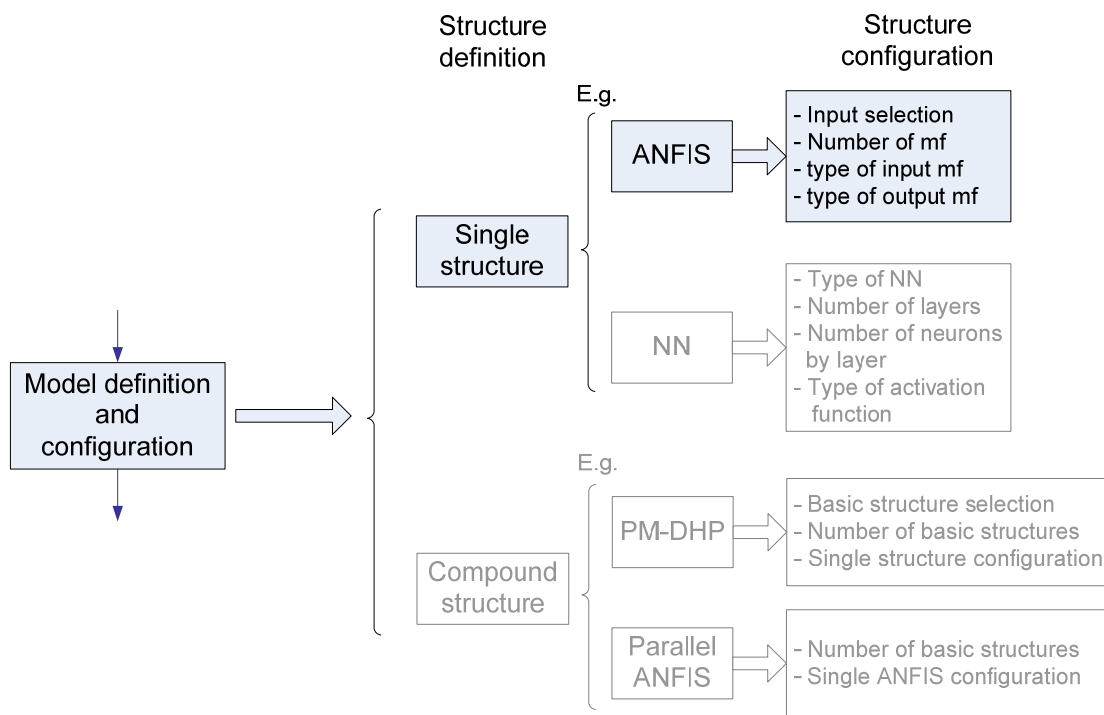 Structure
definition
Structure
configuration
E.g.
ANFIS
- Input selection
- Number of mf
- type of input mf
- type of output mf
Single
structure
NN
- Type of NN
- Number of layers
- Number of neurons
by layer
- Type of activation
function
Model definition
and
configuration
E.g.
PM-DHP
- Basic structure selection
- Number of basic structures
- Single structure configuration
Compound
structure
Parallel
ANFIS
- Number of basic structures
- Single ANFIS configuration